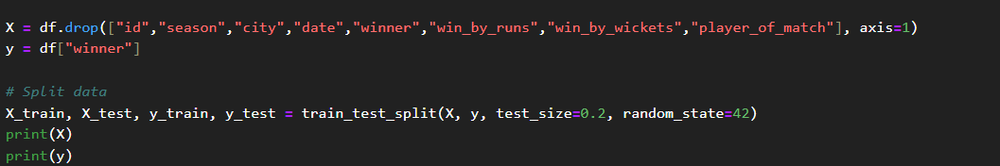 X = df.drop(["id","season","city","date","winner","win_by_runs","win_by_wickets","player_of_match"], axis=1)
y = df["winner"]
# Split data
X_train, X_test, y_train, y_test = train_test_split(X, y, test_size=0.2, random_state=42)
print(X)
print(y)